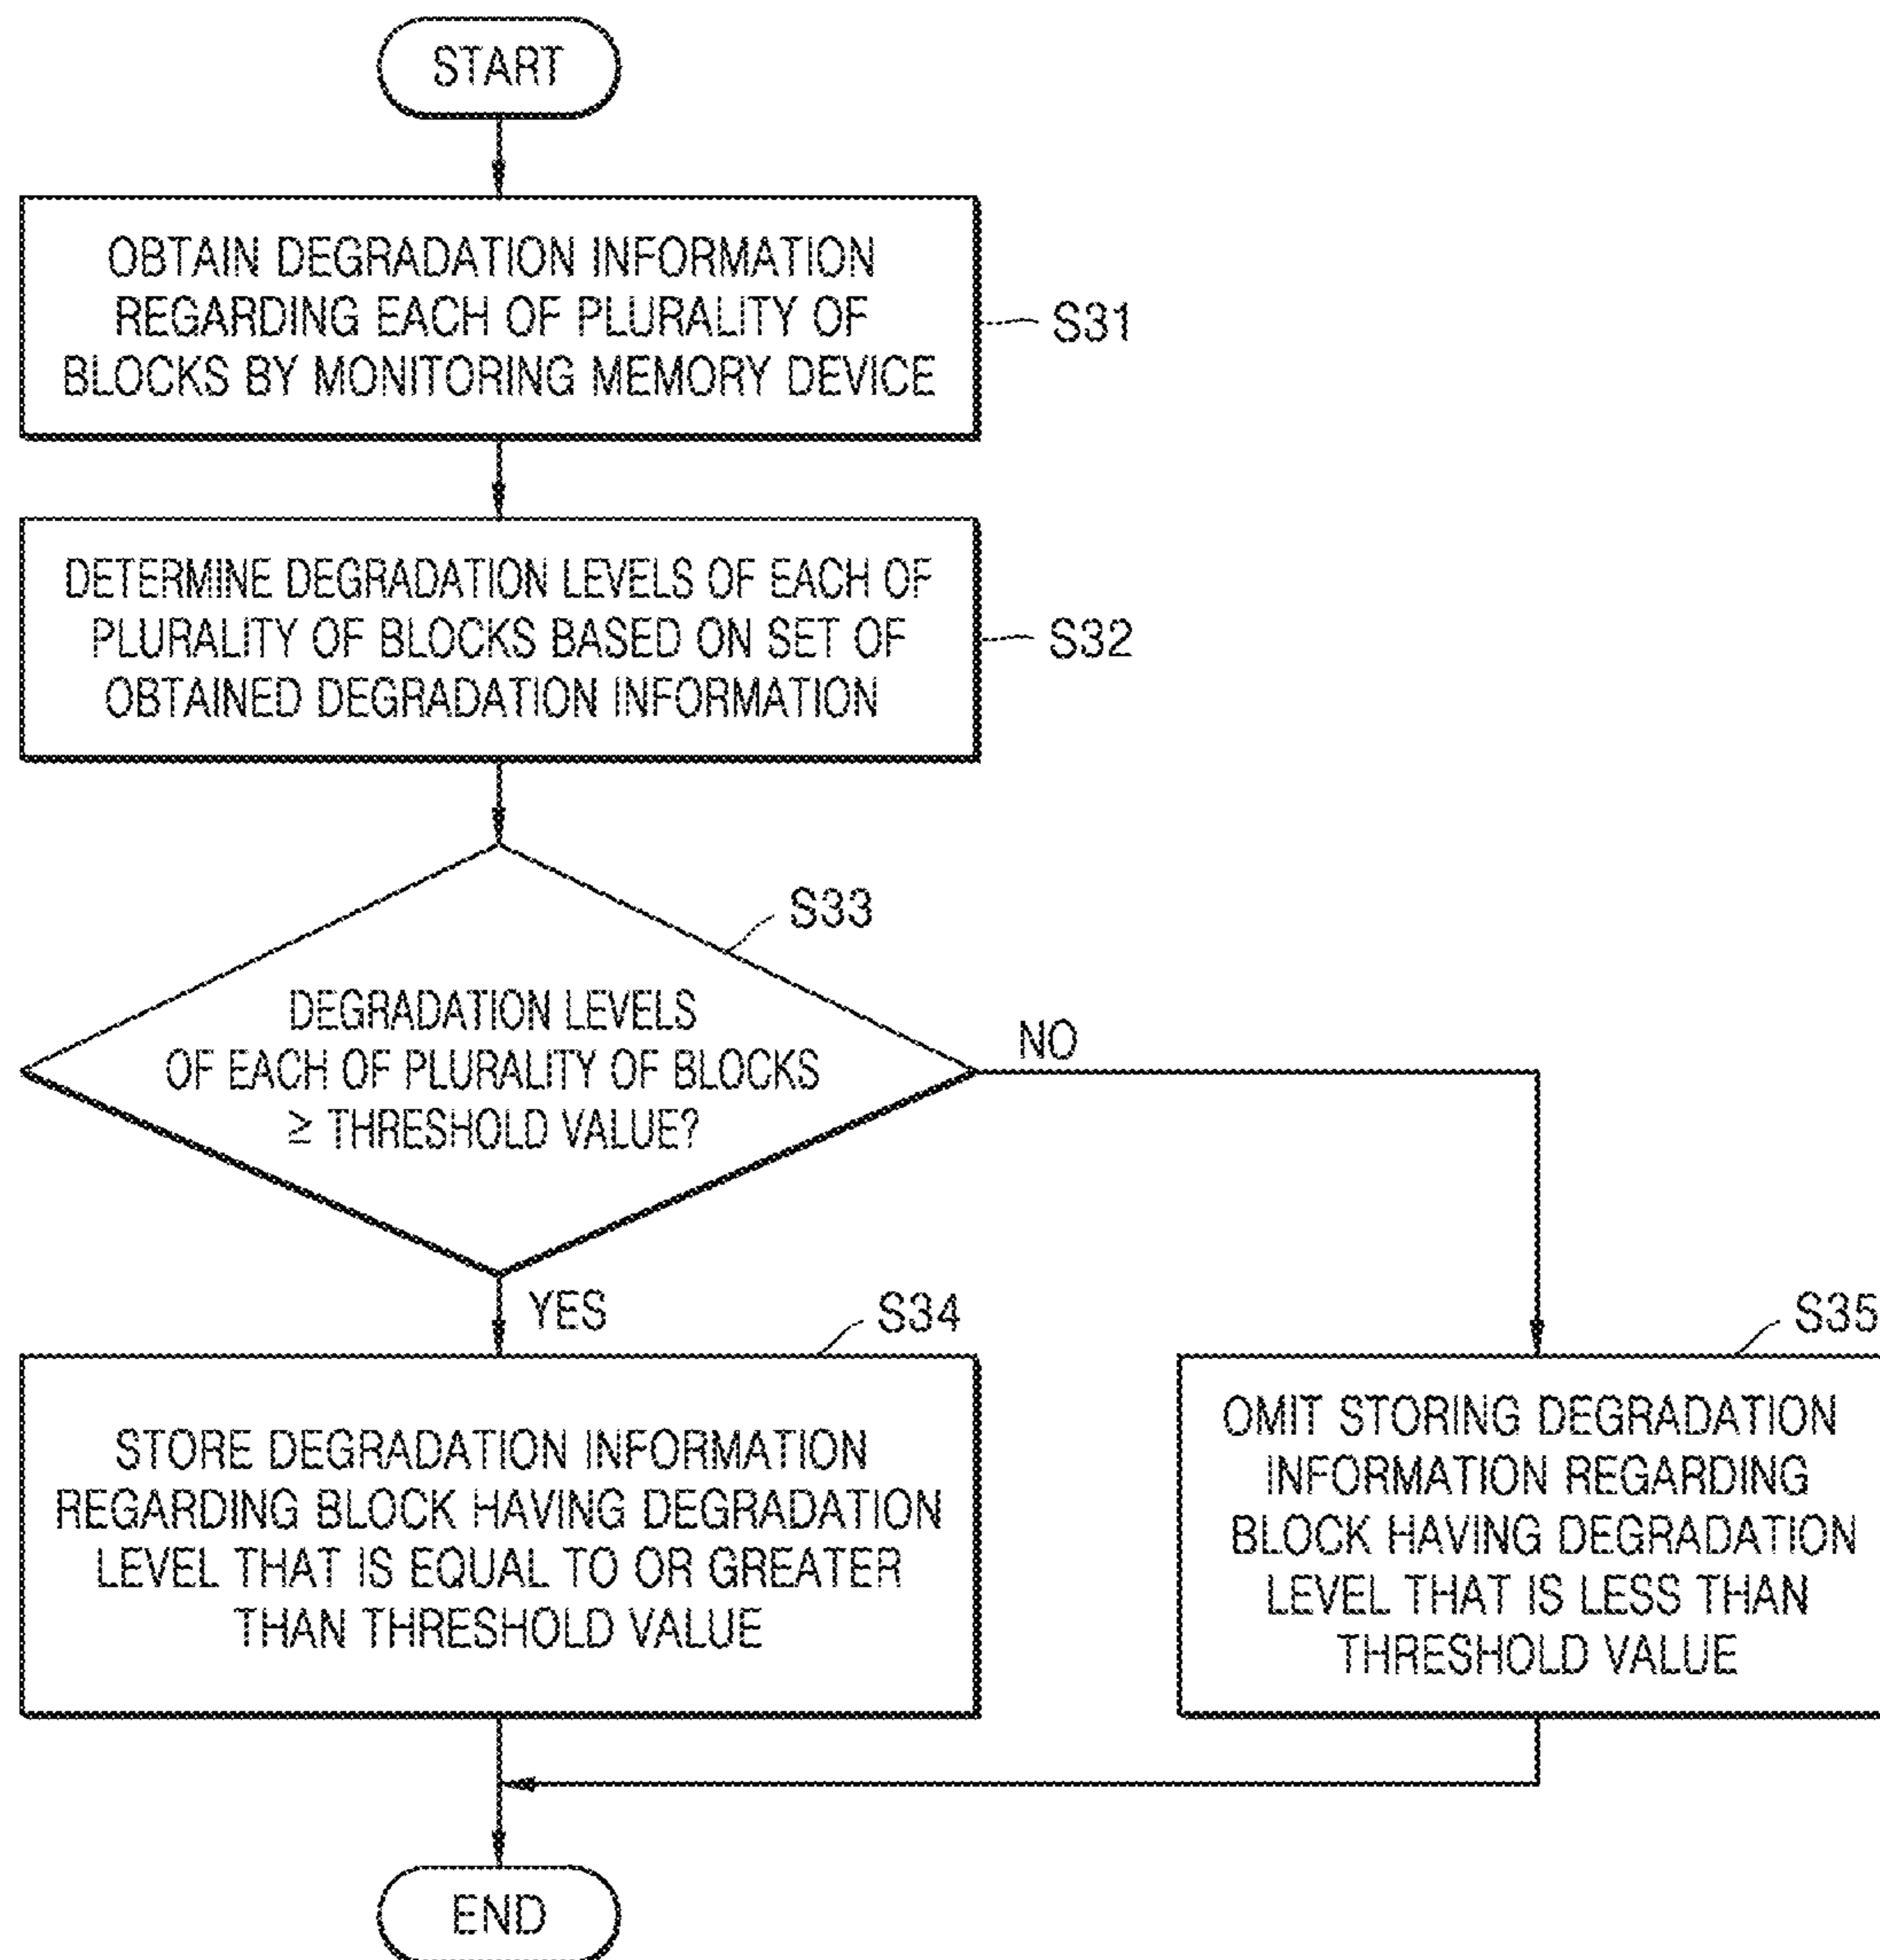 START
OBTAIN DEGRADATION INFORMATION
REGARDING EACH OF PLURALITY OF
BLOCKS BY MONITORING MEMORY DEVICE
S31
DETERMINE DEGRADATION LEVELS OF EACH OF
PLURALITY OF BLOCKS BASED ON SET OF
OBTAINED DEGRADATION INFORMATION
S32
S33
DEGRADATION LEVELS
OF EACH OF PLURALITY OF BLOCKS
≥ THRESHOLD VALUE?
NO
YES
S34
STORE DEGRADATION INFORMATION
REGARDING BLOCK HAVING DEGRADATION
LEVEL THAT IS EQUAL TO OR GREATER
THAN THRESHOLD VALUE
S35
OMIT STORING DEGRADATION
INFORMATION REGARDING
BLOCK HAVING DEGRADATION
LEVEL THAT IS LESS THAN
THRESHOLD VALUE
END